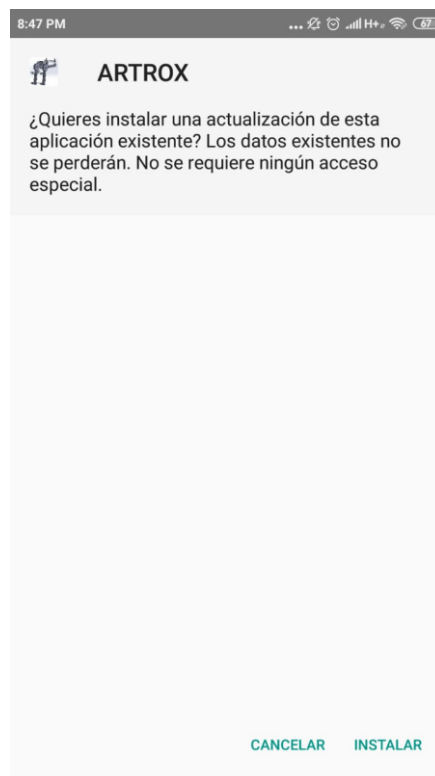 8:47 PM ... H+ 67
ARTROX
¿Quieres instalar una actualización de esta
aplicación existente? Los datos existentes no
se perderán. No se requiere ningún acceso
especial.
CANCELAR INSTALAR